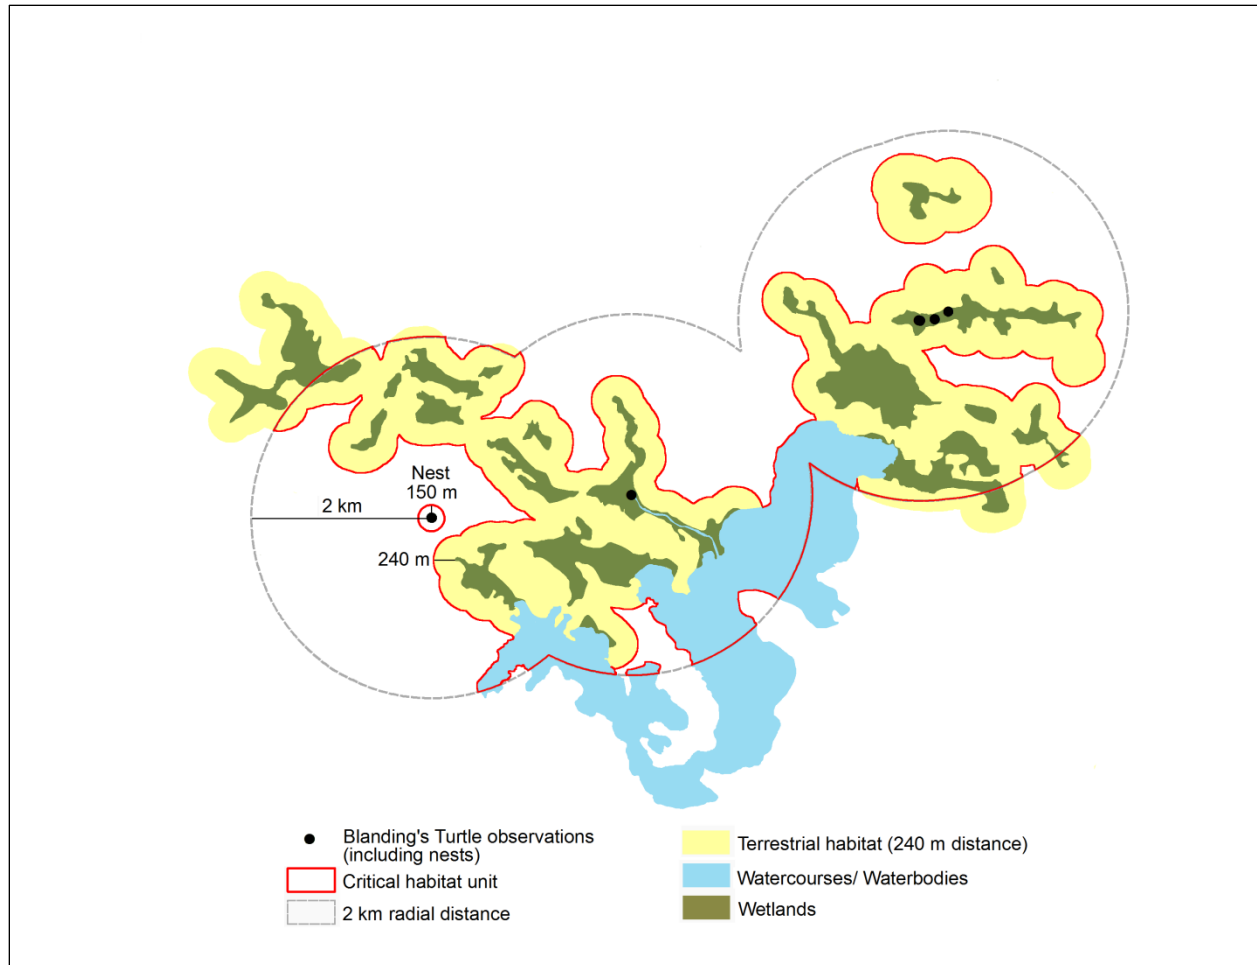 Nest
150 m
2 km
240 m
Blanding's Turtle observations
(including nests)
Critical habitat unit
2 km radial distance
Terrestrial habitat (240 m distance)
Watercourses/ Waterbodies
Wetlands